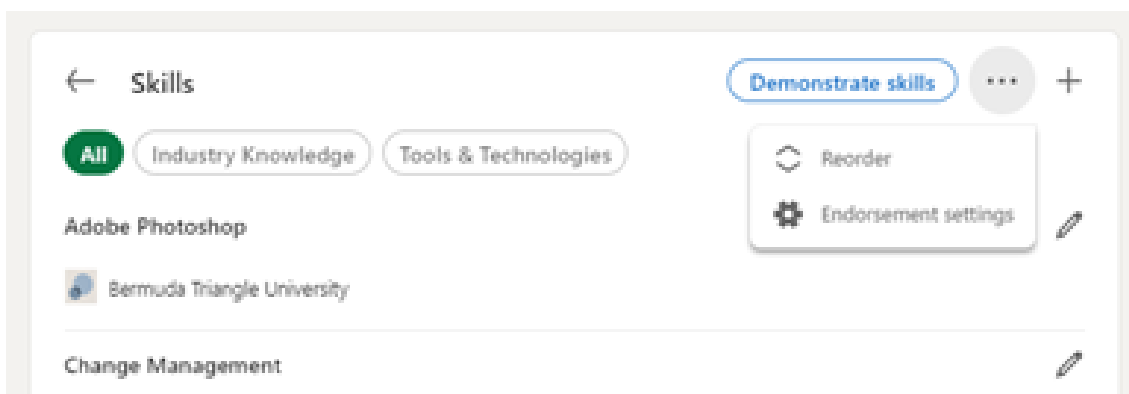 Skills
Demonstrate skills
All
Industry Knowledge
Tools & Technologies
Reorder
Endorsement settings
Adobe Photoshop
Bermuda Triangle University
Change Management